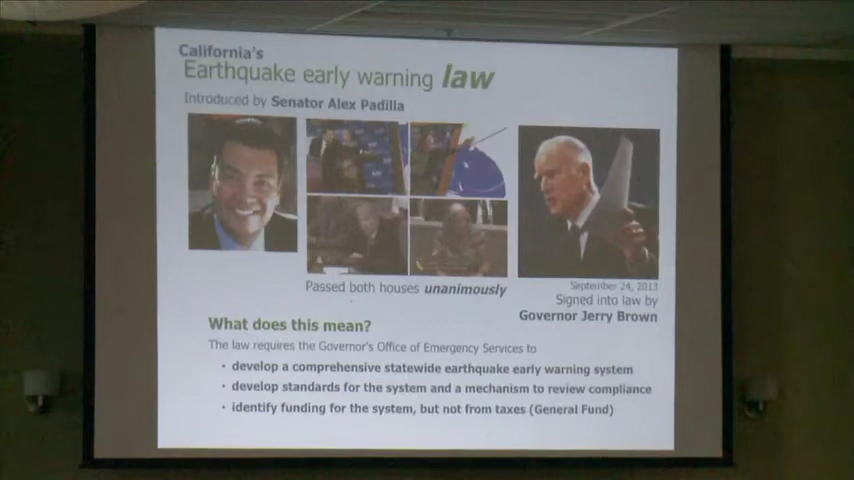 California's
Earthquake early warning law
Introduced by Senator Alex Padilla
Passed both houses unanimously
September 24, 2013
Signed into law by
Governor Jerry Brown
What does this mean?
The law requires the Governor's Office of Emergency Services to
• develop a comprehensive statewide earthquake early warning system
• develop standards for the system and a mechanism to review compliance
• identify funding for the system, but not from taxes (General Fund)